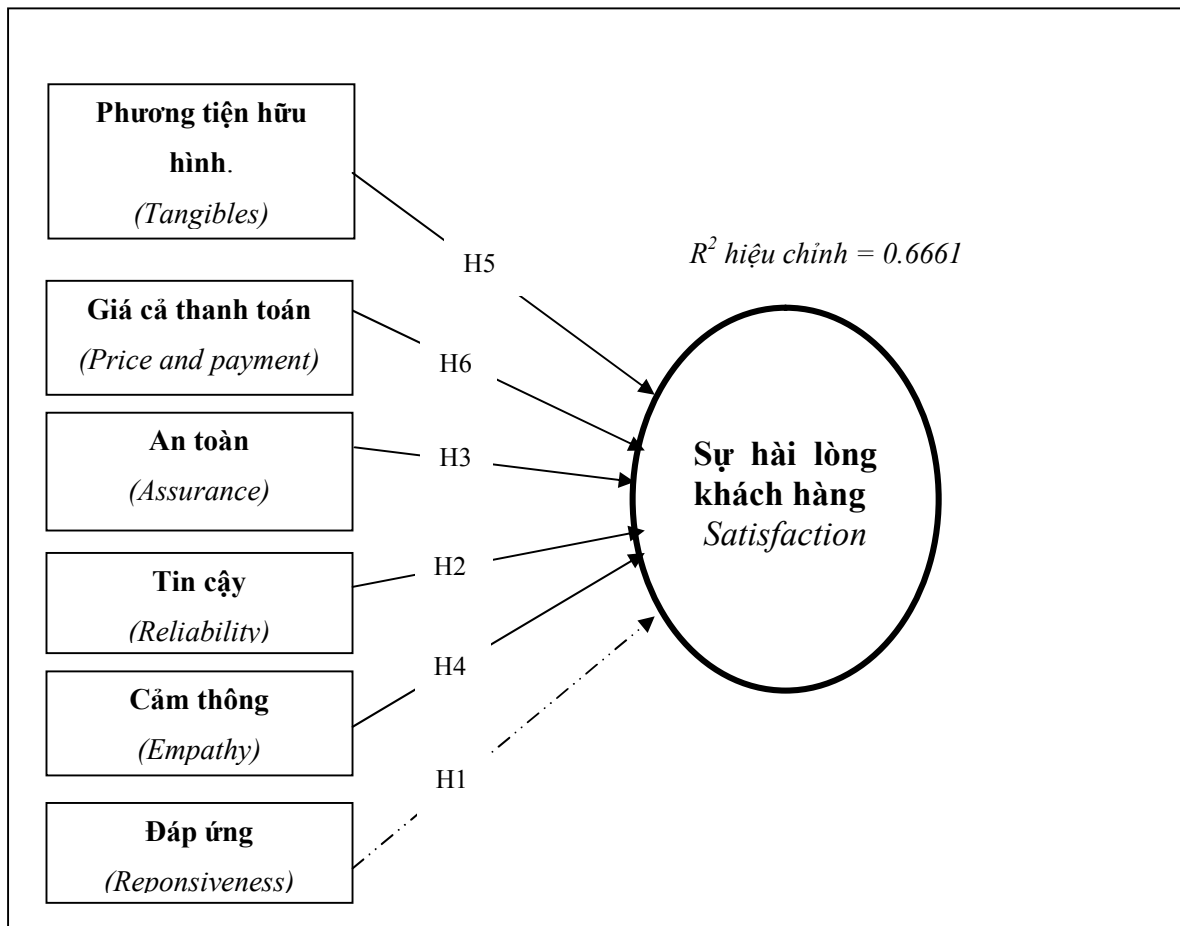 Phương tiện hữu
hình.
(Tangibles)
H5
R² hiệu chỉnh = 0.6661
Giá cả thanh toán
(Price and payment)
H6
An toàn
(Assurance)
H3
Sự hài lòng
khách hàng
Satisfaction
Tin cậy
(Reliability)
H2
Cảm thông
(Empathy)
H4
Đáp ứng
(Reponsiveness)
H1